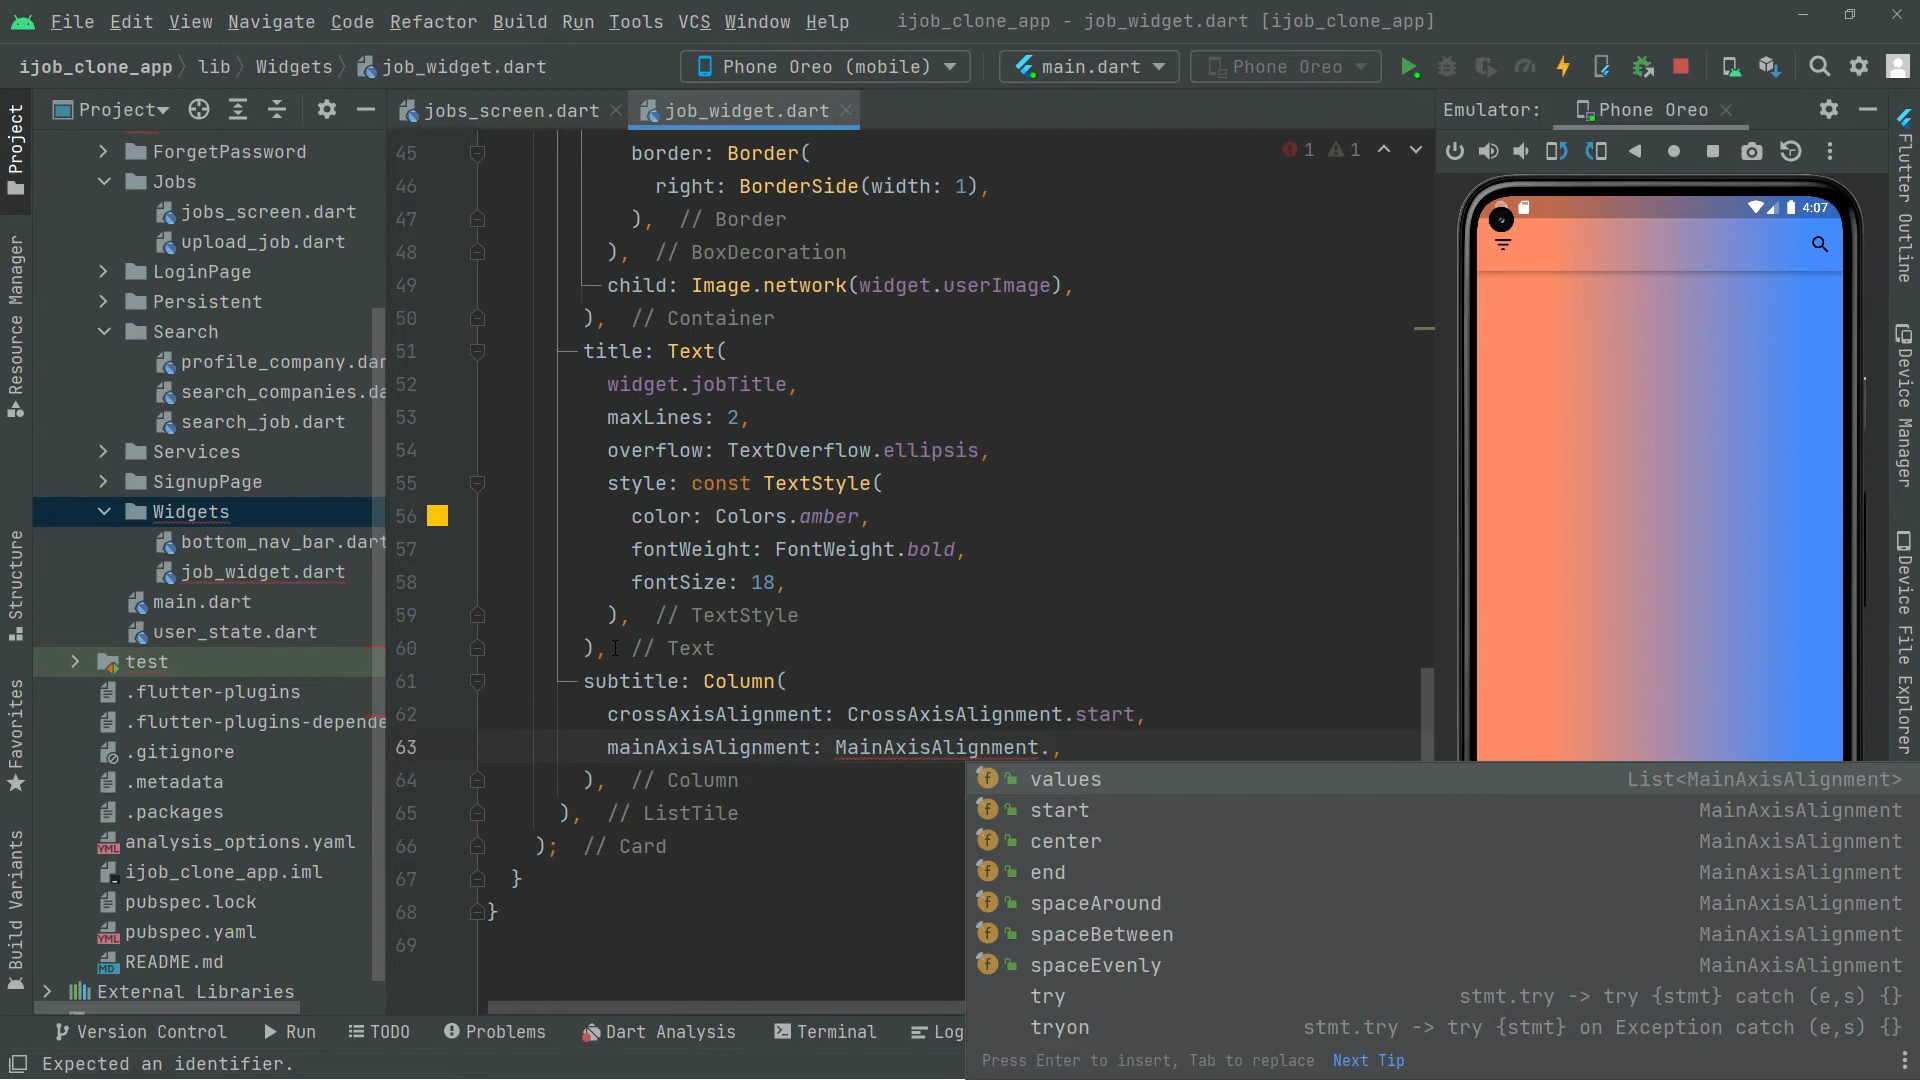 File Edit View Navigate Code Refactor Build Run Tools VCS Window Help ijob_clone_app - job_widget.dart [ijob_clone_app]
ijob_clone_app lib Widgets job_widget.dart Phone Oreo (mobile) main.dart Phone Oreo
Project jobs_screen.dart job_widget.dart Emulator: Phone Oreo
ForgetPassword
Jobs
jobs_screen.dart
upload_job.dart
LoginPage
Persistent
Search
profile_company.dar
search_companies.da
search_job.dart
Services
SignupPage
Widgets
bottom_nav_bar.dart
job_widget.dart
main.dart
user_state.dart
test
.flutter-plugins
.flutter-plugins-depende
.gitignore
.metadata
.packages
analysis_options.yaml
ijob_clone_app.iml
pubspec.lock
pubspec.yaml
README.md
External Libraries
Project
Resource Manager
Structure
Favorites
Build Variants
45 border: Border(
46 right: BorderSide(width: 1),
47 ), // Border
48 ), // BoxDecoration
49 child: Image.network(widget.userImage),
50 ), // Container
51 title: Text(
52 widget.jobTitle,
53 maxLines: 2,
54 overflow: TextOverflow.ellipsis,
55 style: const TextStyle(
56 color: Colors.amber,
57 fontWeight: FontWeight.bold,
58 fontSize: 18,
59 ), // TextStyle
60 ), // Text
61 subtitle: Column(
62 crossAxisAlignment: CrossAxisAlignment.start,
63 mainAxisAlignment: MainAxisAlignment.,
64 ), // Column
65 ), // ListTile
66 ); // Card
67 }
68 }
69
1 1
values List<MainAxisAlignment>
start MainAxisAlignment
center MainAxisAlignment
end MainAxisAlignment
spaceAround MainAxisAlignment
spaceBetween MainAxisAlignment
spaceEvenly MainAxisAlignment
try stmt.try -> try {stmt} catch (e,s) {}
tryon stmt.try -> try {stmt} on Exception catch (e,s) {}
Press Enter to insert, Tab to replace Next Tip
4:07
Flutter Outline
Device Manager
Device File Explorer
Version Control Run TODO Problems Dart Analysis Terminal Log
Expected an identifier.